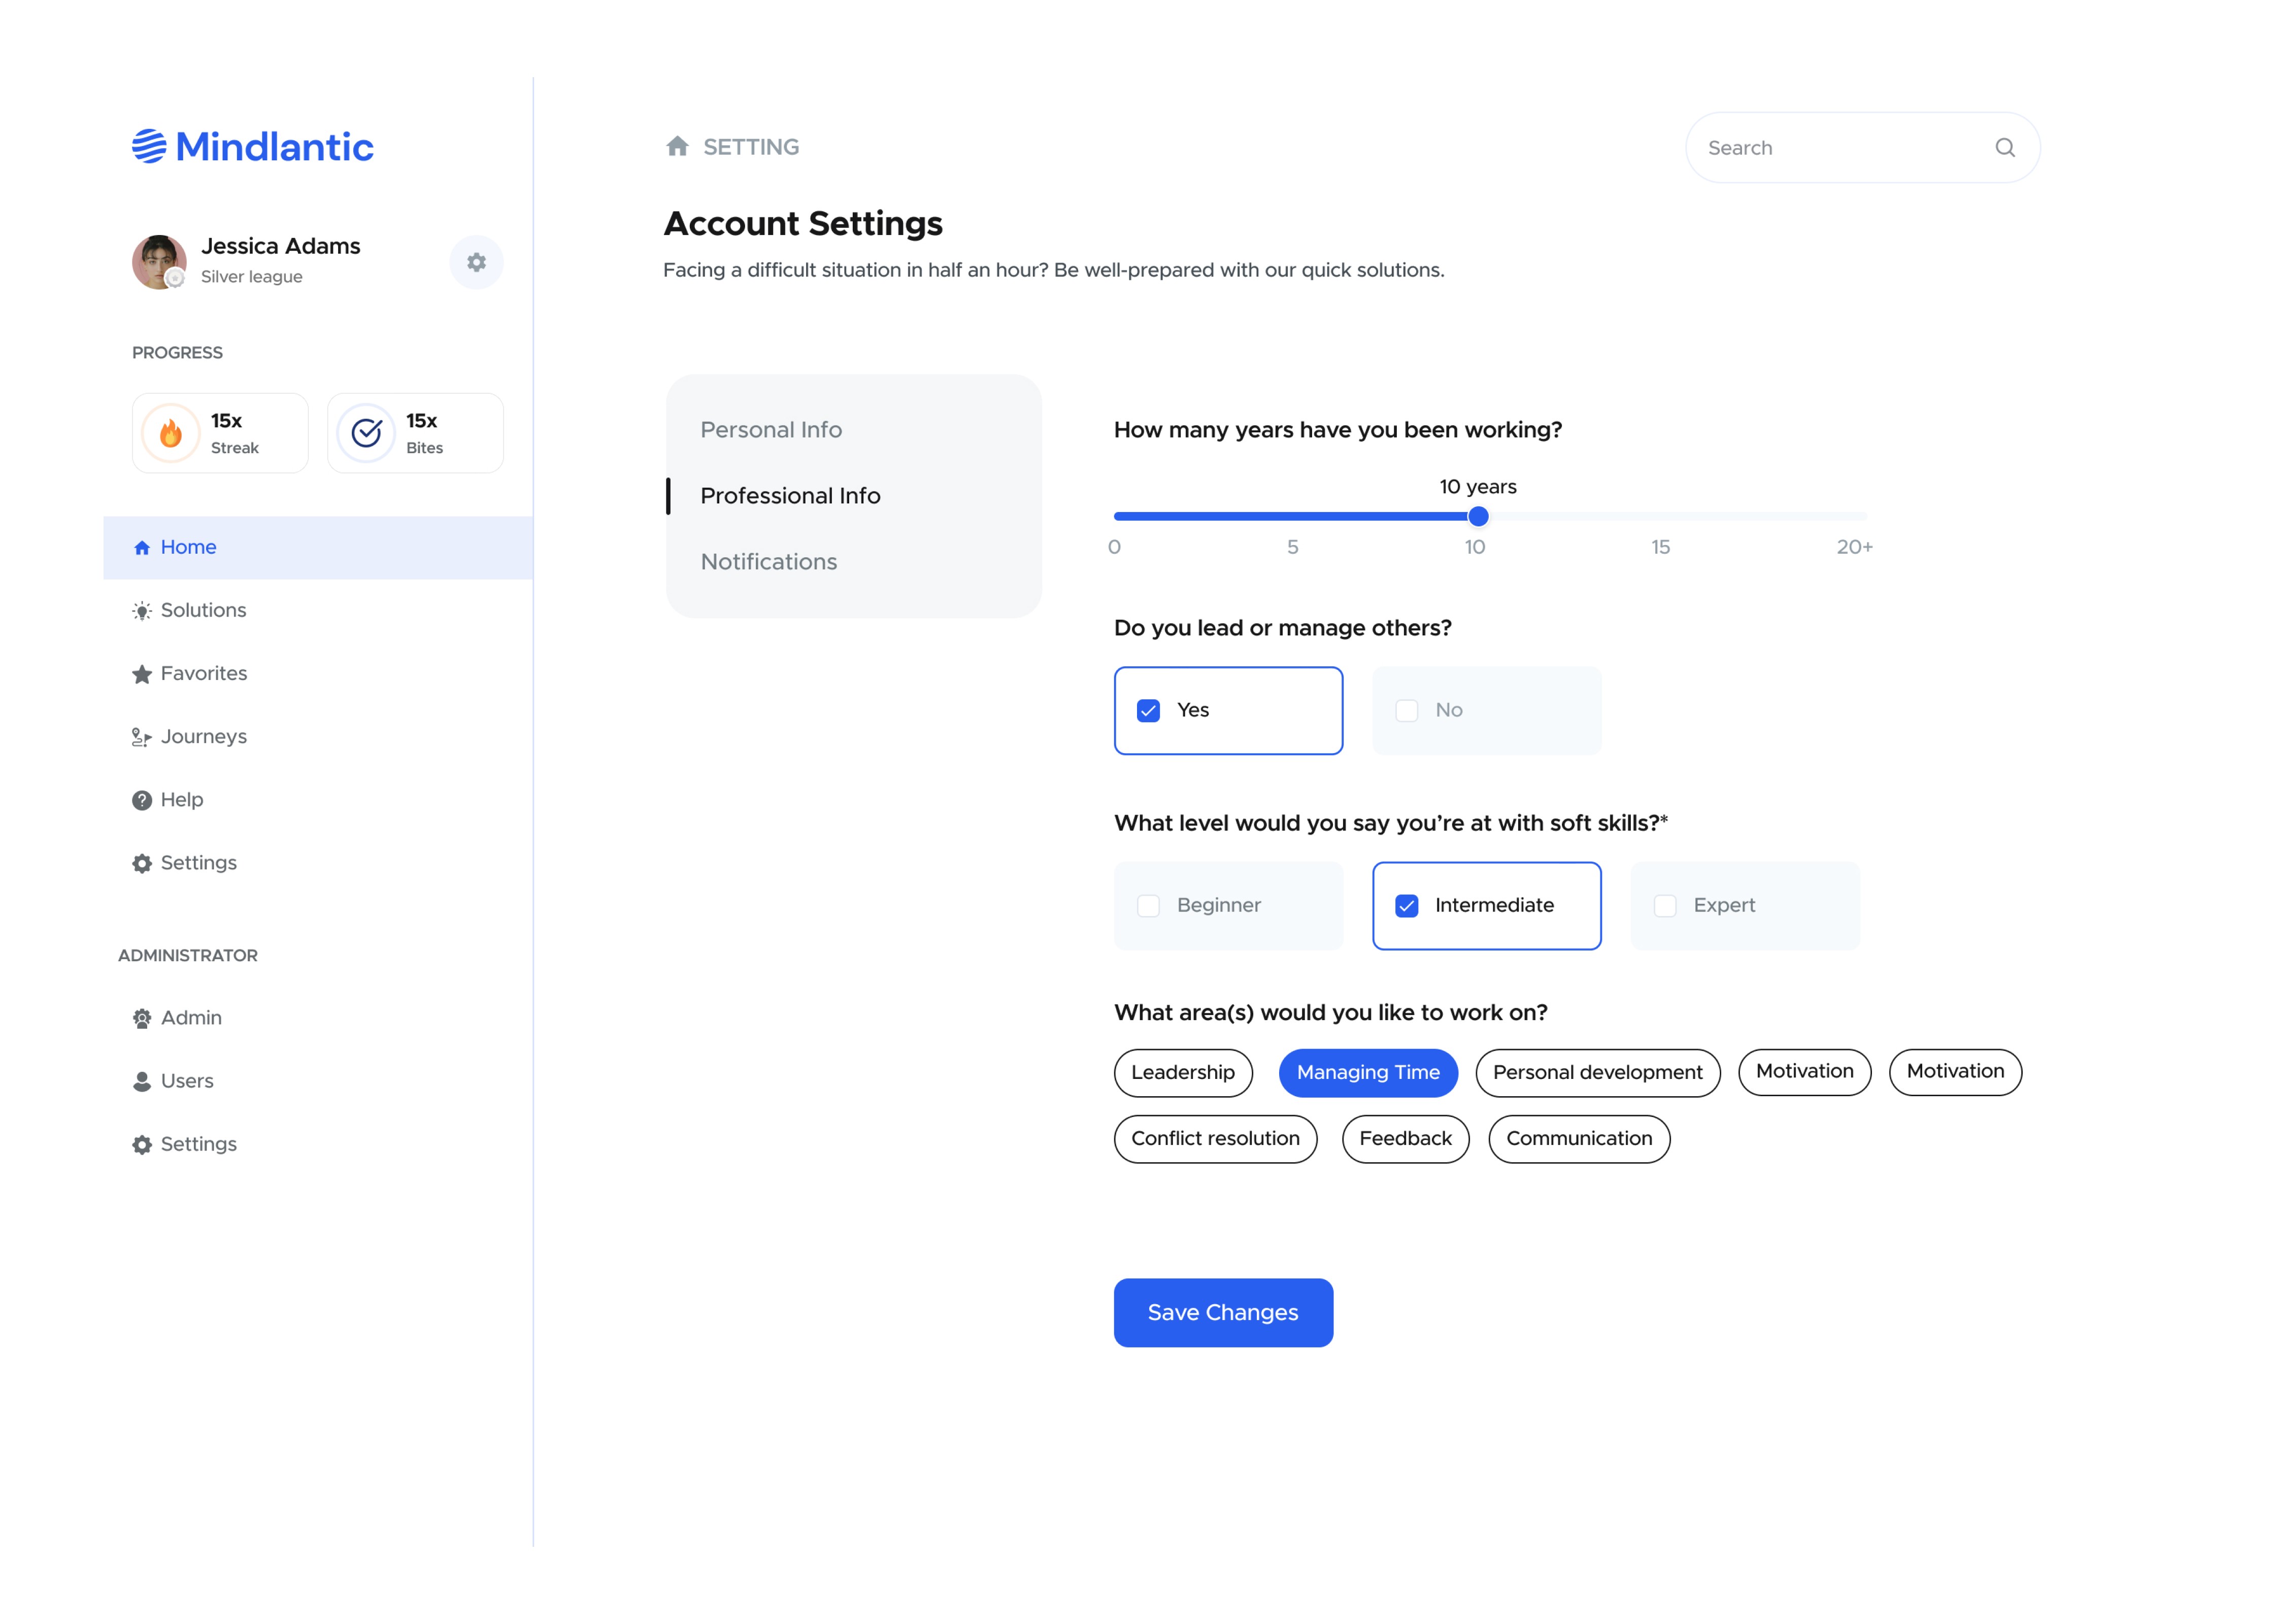 Mindlantic
Jessica Adams
Silver league
PROGRESS
15x
Streak
15x
Bites
Home
Solutions
Favorites
Journeys
Help
Settings
ADMINISTRATOR
Admin
Users
Settings
SETTING
Search
Account Settings
Facing a difficult situation in half an hour? Be well-prepared with our quick solutions.
Personal Info
Professional Info
Notifications
How many years have you been working?
10 years
0 5 10 15 20+
Do you lead or manage others?
Yes No
What level would you say you’re at with soft skills?*
Beginner Intermediate Expert
What area(s) would you like to work on?
Leadership Managing Time Personal development Motivation Motivation
Conflict resolution Feedback Communication
Save Changes